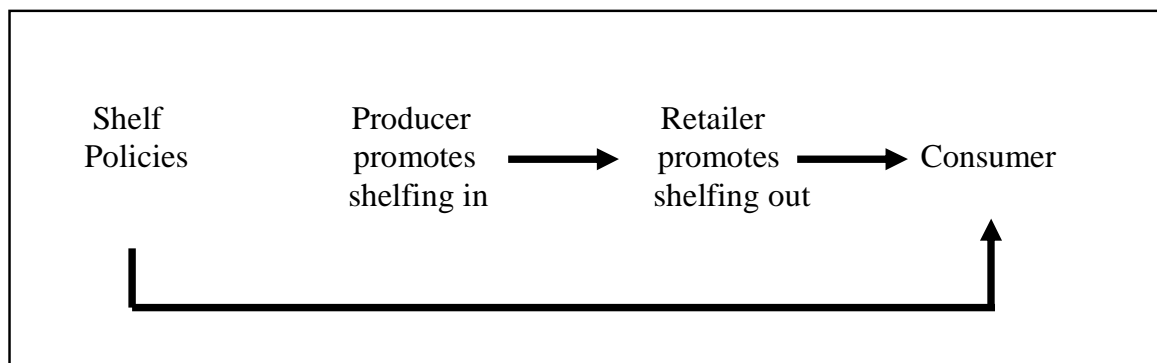 Shelf
Policies
Producer
promotes
shelfing in
Retailer
promotes
shelfing out
Consumer